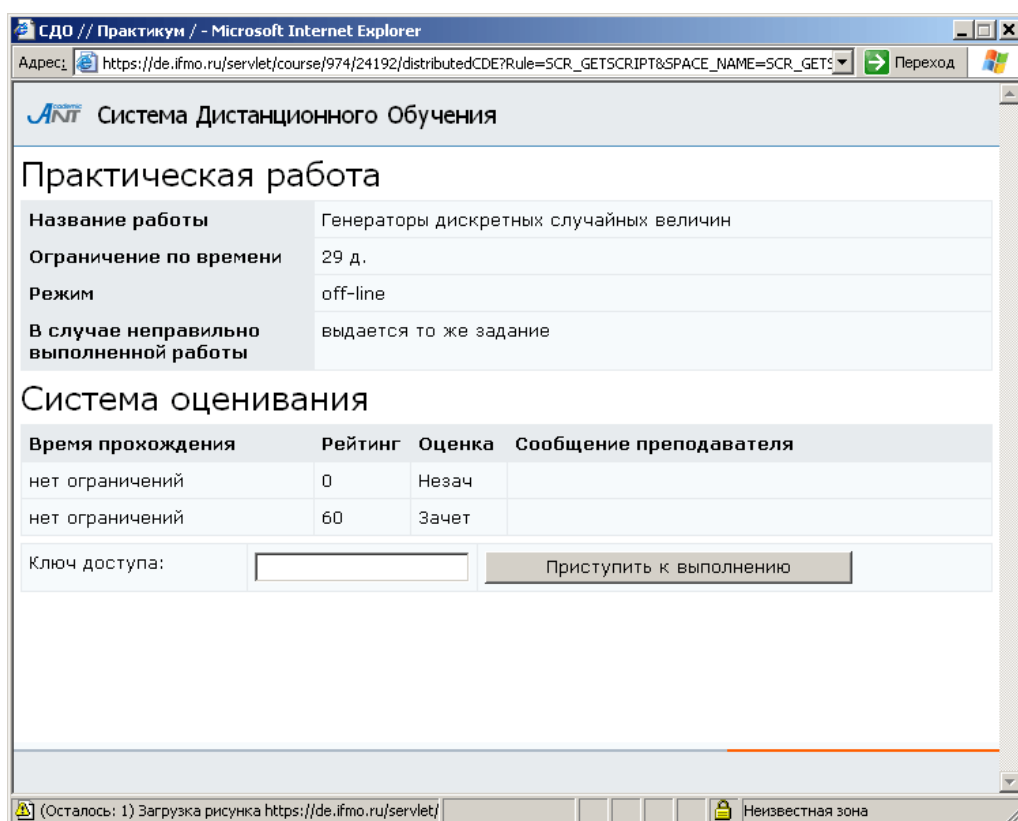 СДО // Практикум / - Microsoft Internet Explorer
Адрес: https://de.ifmo.ru/servlet/course/974/24192/distributedCDE?Rule=SCR_GETSCRIPT&SPACE_NAME=SCR_GETS Переход
Academic ANT Система Дистанционного Обучения
Практическая работа
Название работы Генераторы дискретных случайных величин
Ограничение по времени 29 д.
Режим off-line
В случае неправильно выдается то же задание
выполненной работы
Система оценивания
Время прохождения Рейтинг Оценка Сообщение преподавателя
нет ограничений 0 Незач
нет ограничений 60 Зачет
Ключ доступа: Приступить к выполнению
(Осталось: 1) Загрузка рисунка https://de.ifmo.ru/servlet/ Неизвестная зона